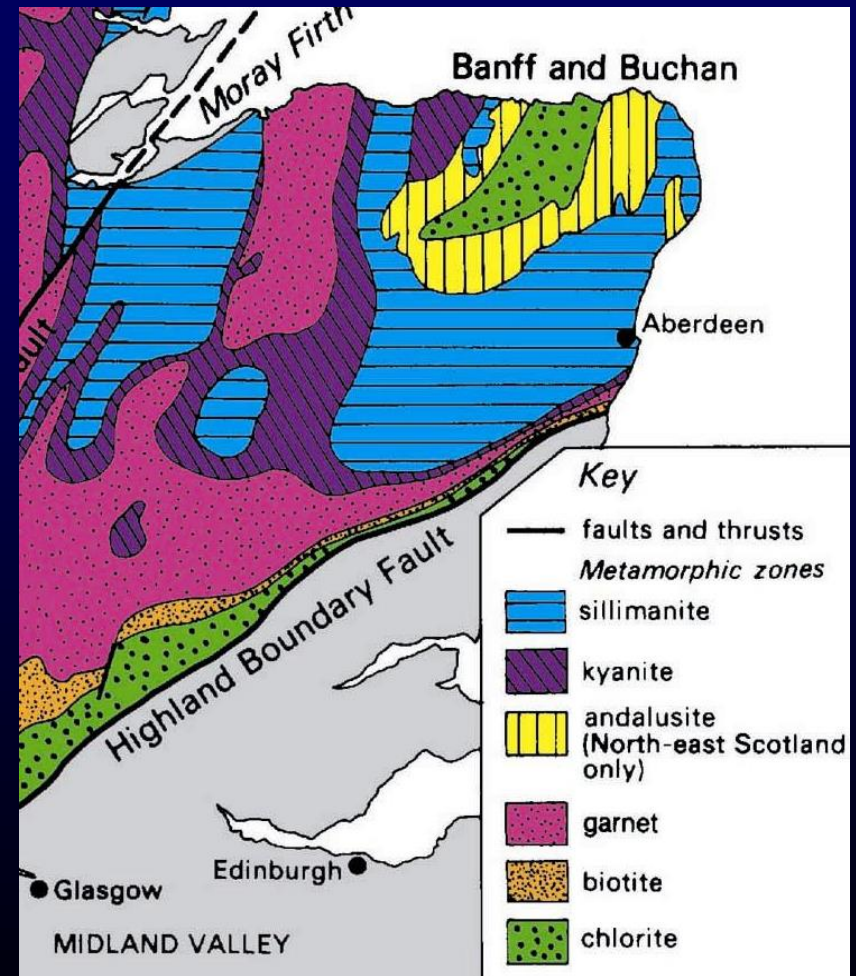 Moray Firth
Banff and Buchan
Aberdeen
ault
Highland Boundary Fault
Edinburgh
Glasgow
MIDLAND VALLEY
Key
faults and thrusts
Metamorphic zones
sillimanite
kyanite
andalusite
(North-east Scotland
only)
garnet
biotite
chlorite